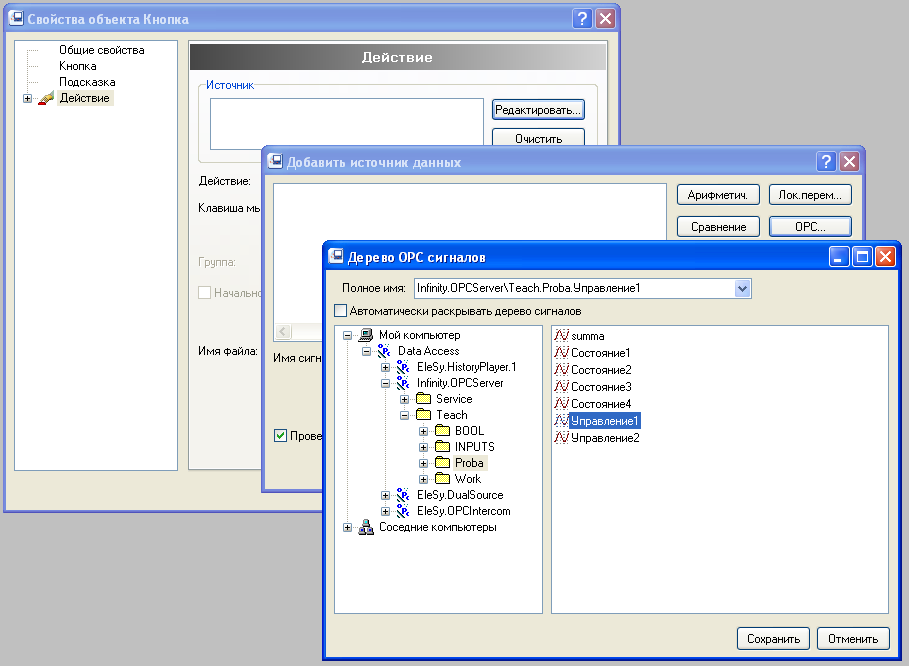 Свойства объекта Кнопка
Общие свойства
Кнопка
Подсказка
Действие
Действие
Источник
Редактировать...
Очистить
Действие:
Клавиша мы
Группа:
Начально
Имя файла:
Добавить источник данных
Арифметич.
Лок.перем...
Сравнение
OPC...
Имя сигн
Прове
Дерево OPC сигналов
Полное имя: Infinity.OPCServer\Teach.Proba.Управление1
Автоматически раскрывать дерево сигналов
Мой компьютер
Data Access
EleSy.HistoryPlayer.1
Infinity.OPCServer
Service
Teach
BOOL
INPUTS
Proba
Work
EleSy.DualSource
EleSy.OPCIntercom
Соседние компьютеры
summa
Состояние1
Состояние2
Состояние3
Состояние4
Управление1
Управление2
Сохранить
Отменить